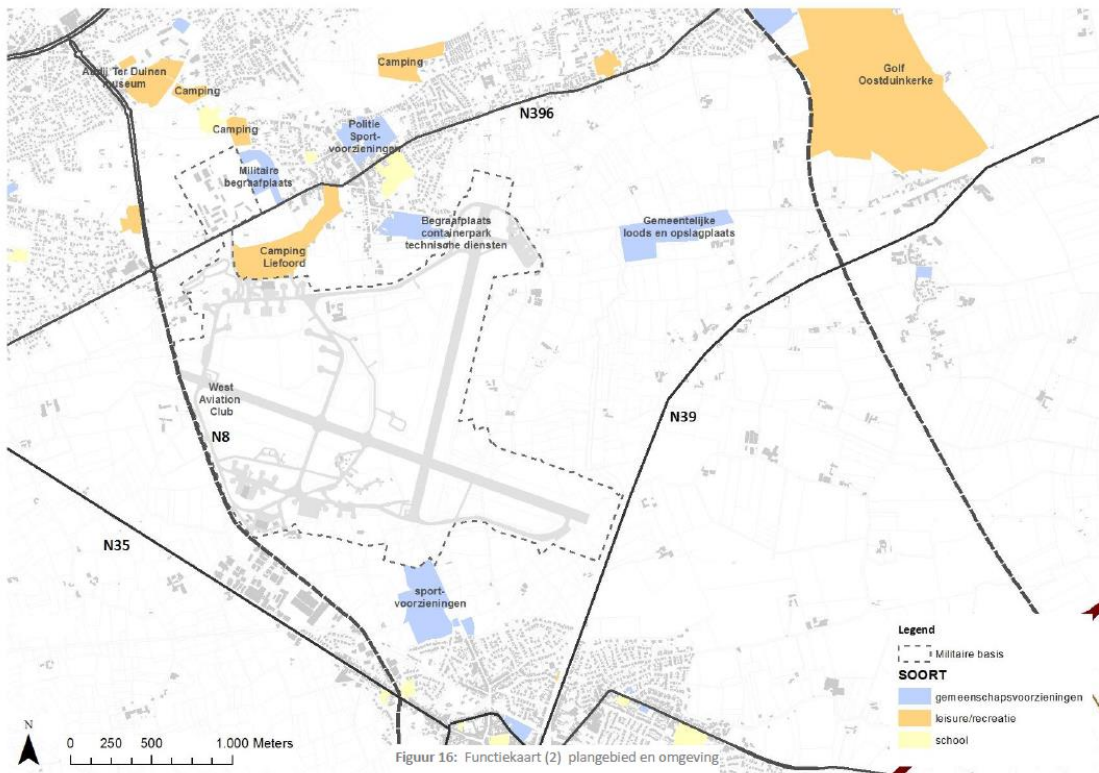 Abdij Ter Duinen
museum
Camping
Camping
Camping
Golf
Oostduinkerke
N396
Politie
Sport-
voorzieningen
Militaire
begraafplaats
Begraafplaats
containerpark
technische diensten
Gemeentelijke
loods en opslagplaats
Camping
Liefoord
West
Aviation
Club
N8
N39
N35
sport-
voorzieningen
Legend
Militaire basis
SOORT
gemeenschapsvoorzieningen
leisure/recreatie
school
N
0 250 500 1.000 Meters
Figuur 16: Functiekaart (2) plangebied en omgeving